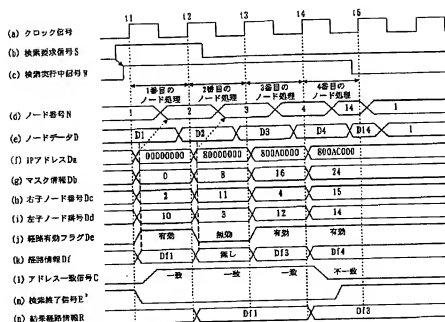 t1 t2 t3 t4 t5
(a) クロック信号
(b) 検索要求信号S
(c) 検索実行中信号W
1番目の ノード処理 2番目の ノード処理 3番目の ノード処理 4番目の ノード処理
(d) ノード番号N 1 2 3 4 14 1
(e) ノードデータD D1 D2 D3 D4 D14 1
(f) IPアドレスDa 00000000 80000000 800A0000 800AC000
(g) マスク情報Db 0 8 16 24
(h) 右子ノード番号Dc 2 11 4 15
(i) 左子ノード番号Dd 10 3 12 14
(j) 経路有効フラグDe 有効 無効 有効 有効
(k) 経路情報Df Df1 無し Df3 Df4
(l) アドレス一致信号C 一致 一致 一致 不一致
(m) 検索終了信号E'
(n) 結果経路情報R Df1 Df3